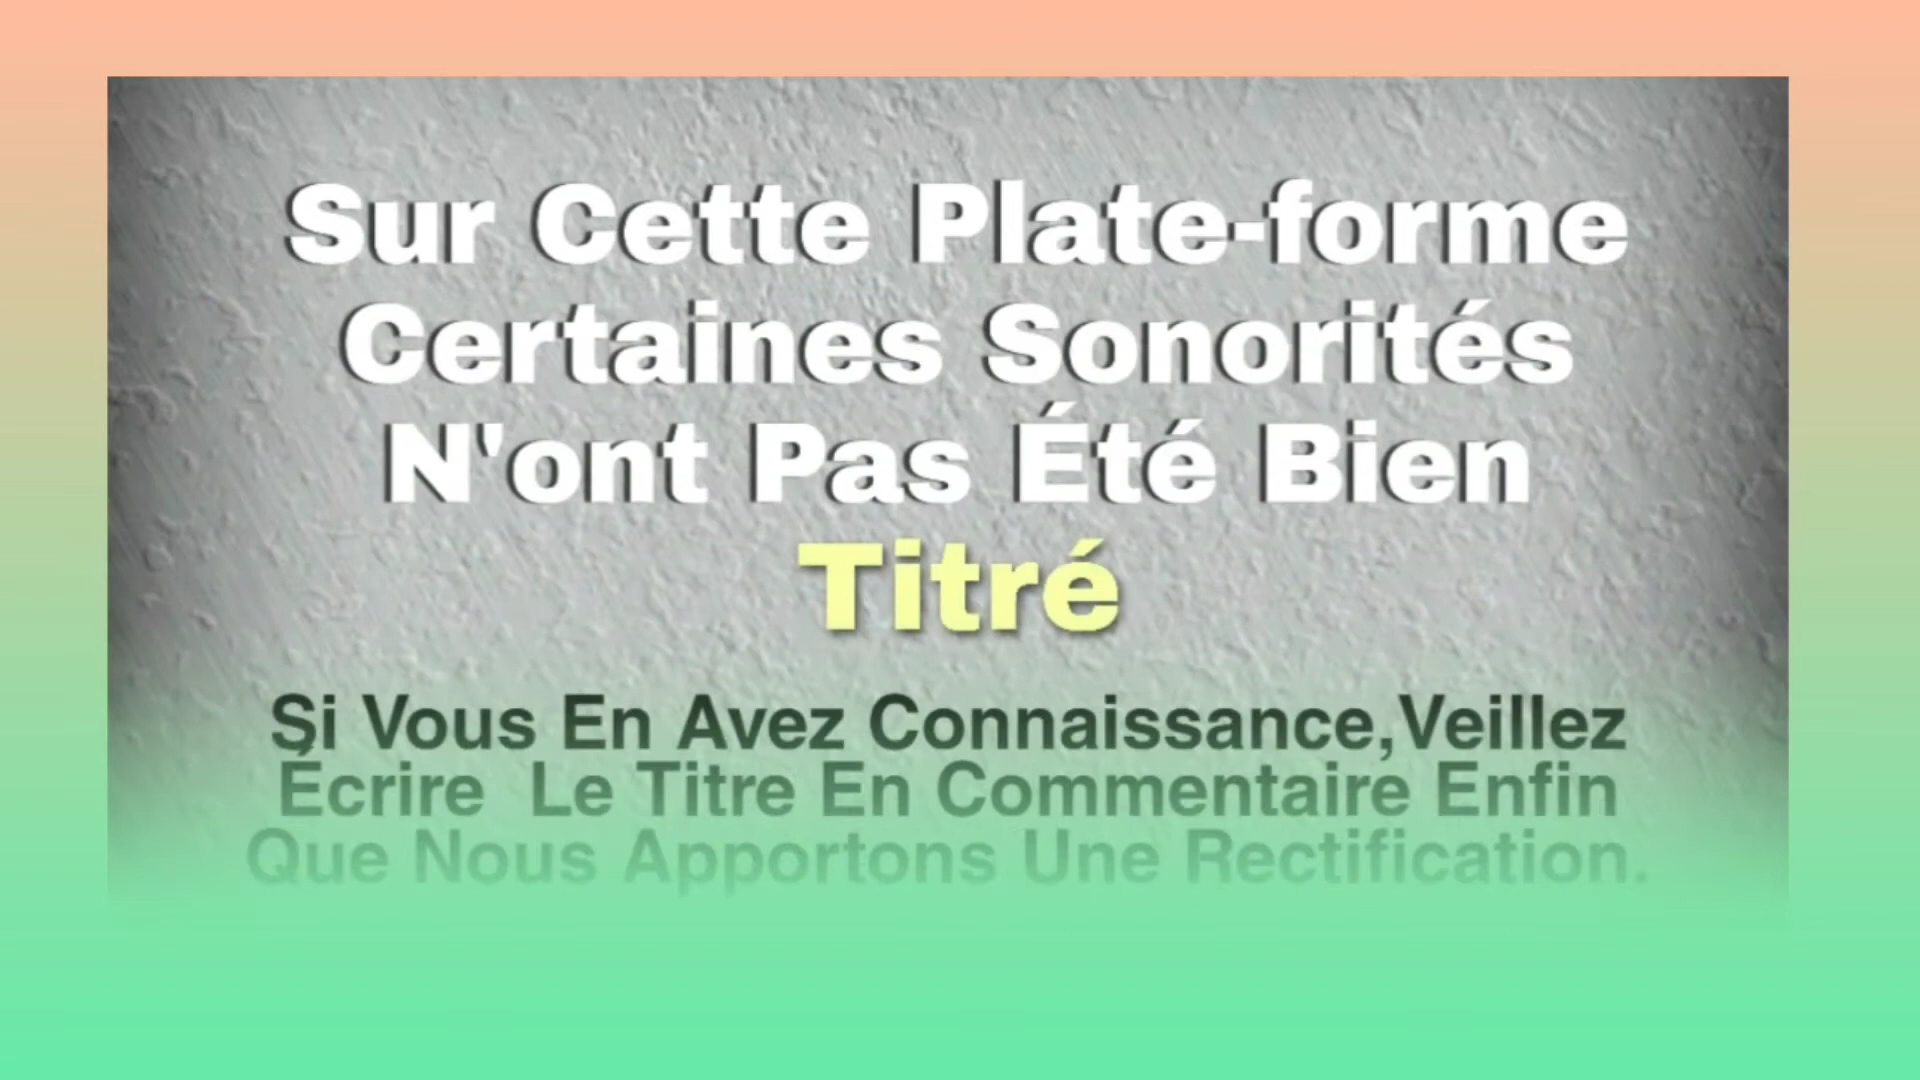 Sur Cette Plate-forme
Certaines Sonorités
N'ont Pas Été Bien
Titré
Si Vous En Avez Connaissance,Veillez
Écrire  Le Titre En Commentaire Enfin
Que Nous Apportons Une Rectification.